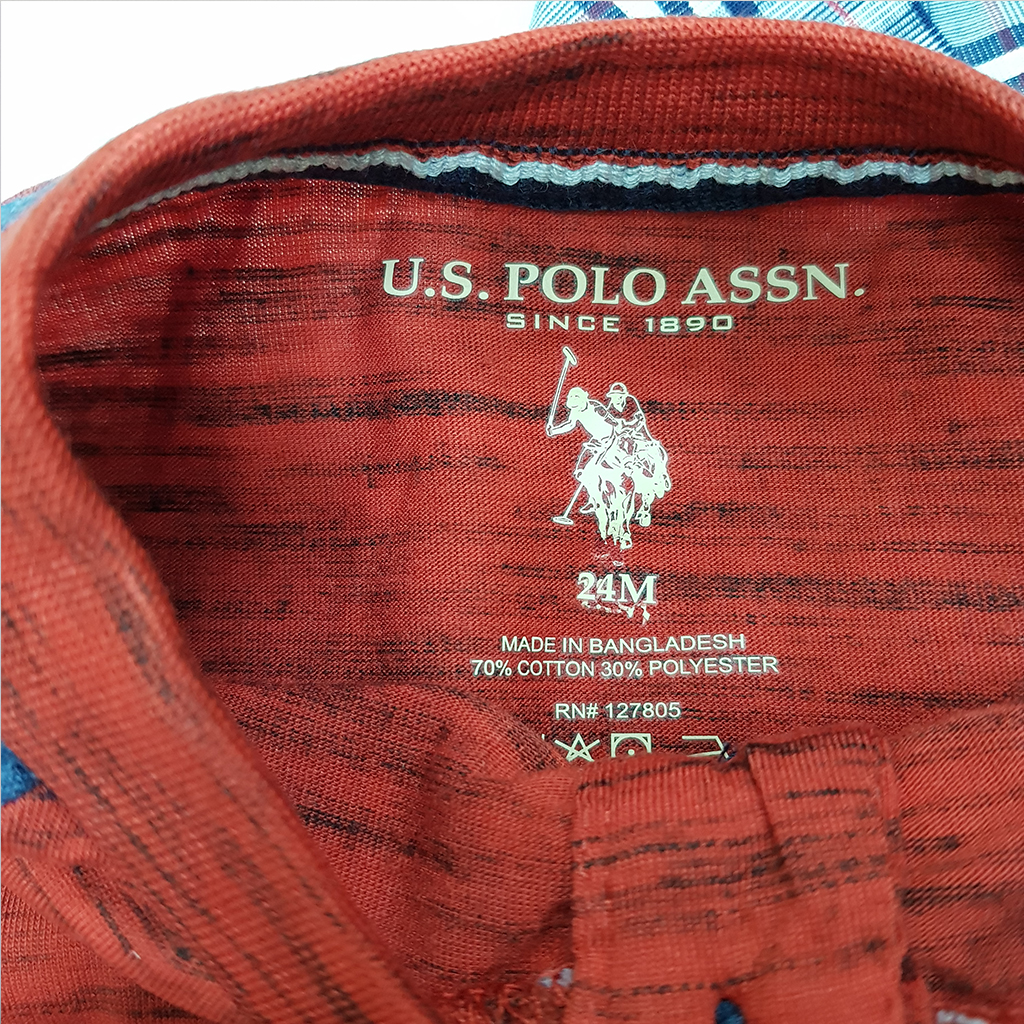 U.S. POLO ASSN.
SINCE 1890
24M
MADE IN BANGLADESH
70% COTTON 30% POLYESTER
RN# 127805